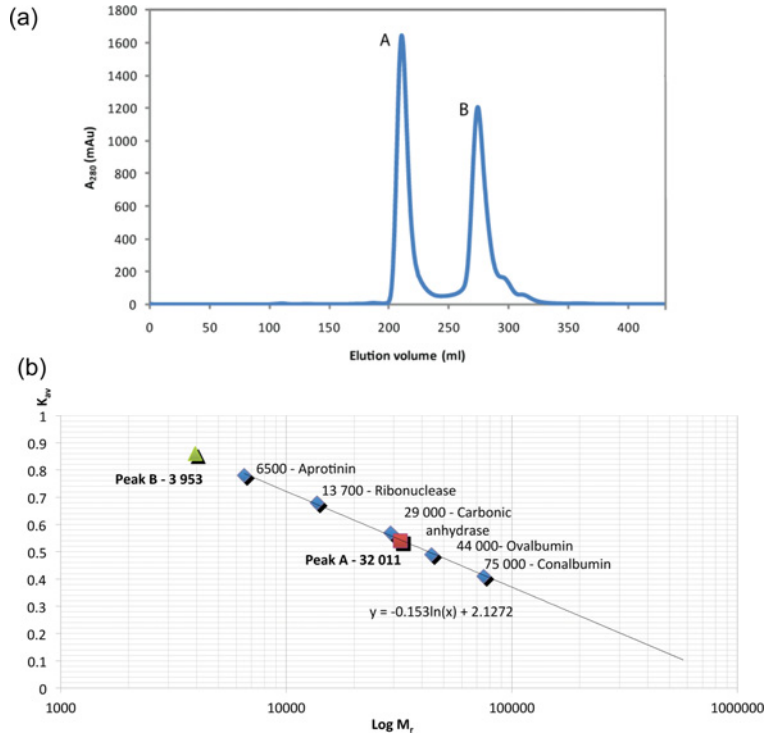 (a)
1800
1600
1400
1200
1000
800
600
400
200
0
A₂₈₀ (mAu)
A
B
0 50 100 150 200 250 300 350 400
Elution volume (ml)
(b)
Kav
1
0.9
0.8
0.7
0.6
0.5
0.4
0.3
0.2
0.1
0
Peak B - 3 953
6500 - Aprotinin
13 700 - Ribonuclease
29 000 - Carbonic
anhydrase
Peak A - 32 011
44 000- Ovalbumin
75 000 - Conalbumin
y = -0.153ln(x) + 2.1272
1000 10000 100000 1000000
Log Mr